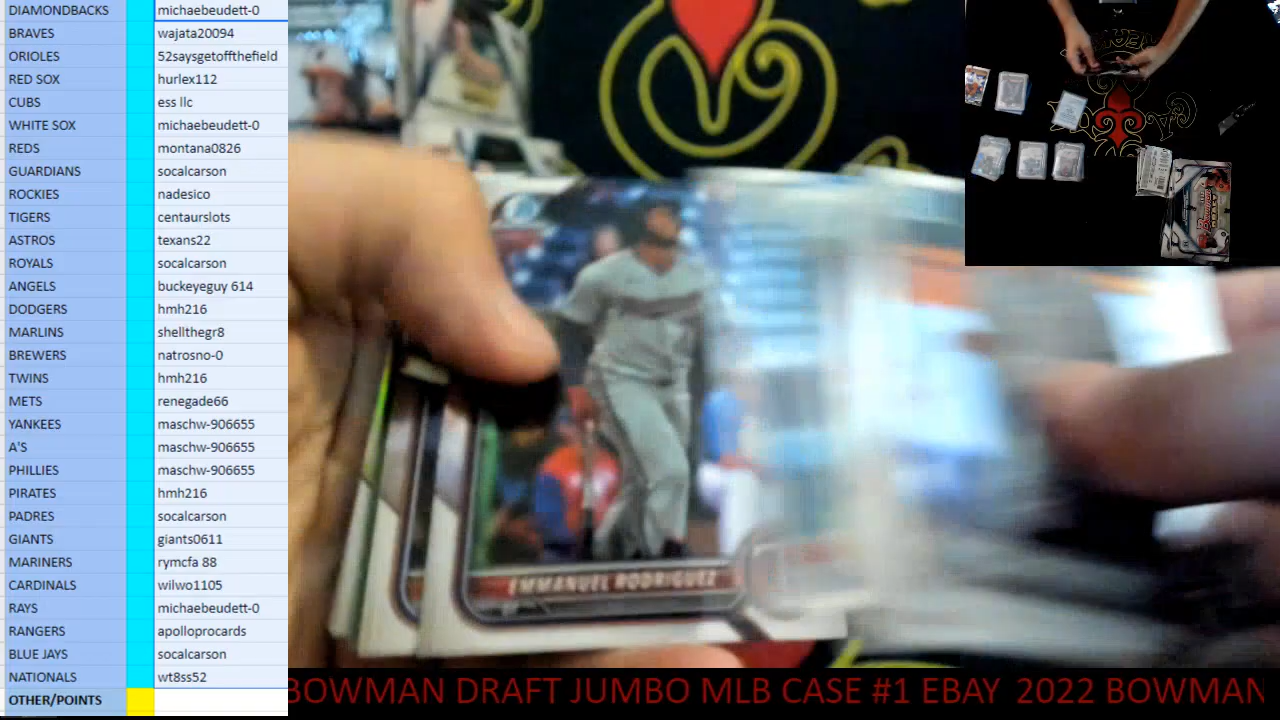 DIAMONDBACKS michaebeudett-0
BRAVES wajata20094
ORIOLES 52saysgetoffthefield
RED SOX hurlex112
CUBS ess llc
WHITE SOX michaebeudett-0
REDS montana0826
GUARDIANS socalcarson
ROCKIES nadesico
TIGERS centaurslots
ASTROS texans22
ROYALS socalcarson
ANGELS buckeyeguy 614
DODGERS hmh216
MARLINS shellthegr8
BREWERS natrosno-0
TWINS hmh216
METS renegade66
YANKEES maschw-906655
A'S maschw-906655
PHILLIES maschw-906655
PIRATES hmh216
PADRES socalcarson
GIANTS giants0611
MARINERS rymcfa 88
CARDINALS wilwo1105
RAYS michaebeudett-0
RANGERS apolloprocards
BLUE JAYS socalcarson
NATIONALS wt8ss52
OTHER/POINTS
EMMANUEL RODRIGUEZ
BOWMAN DRAFT JUMBO MLB CASE #1 EBAY 2022 BOWMAN